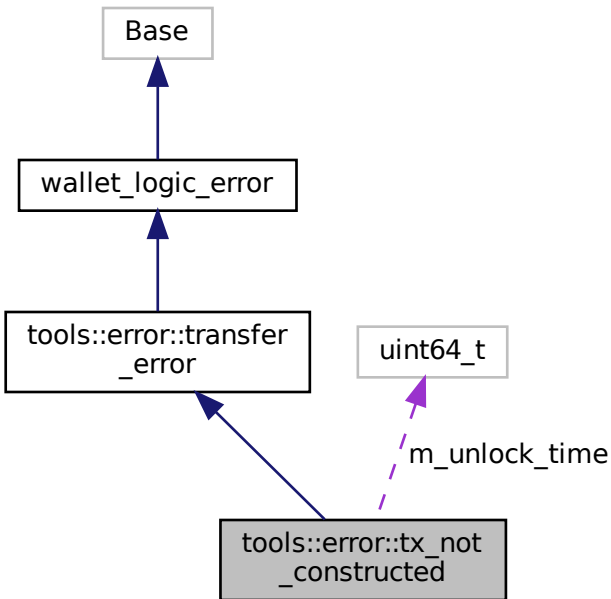 Base
wallet_logic_error
tools::error::transfer
_error
uint64_t
m_unlock_time
tools::error::tx_not
_constructed